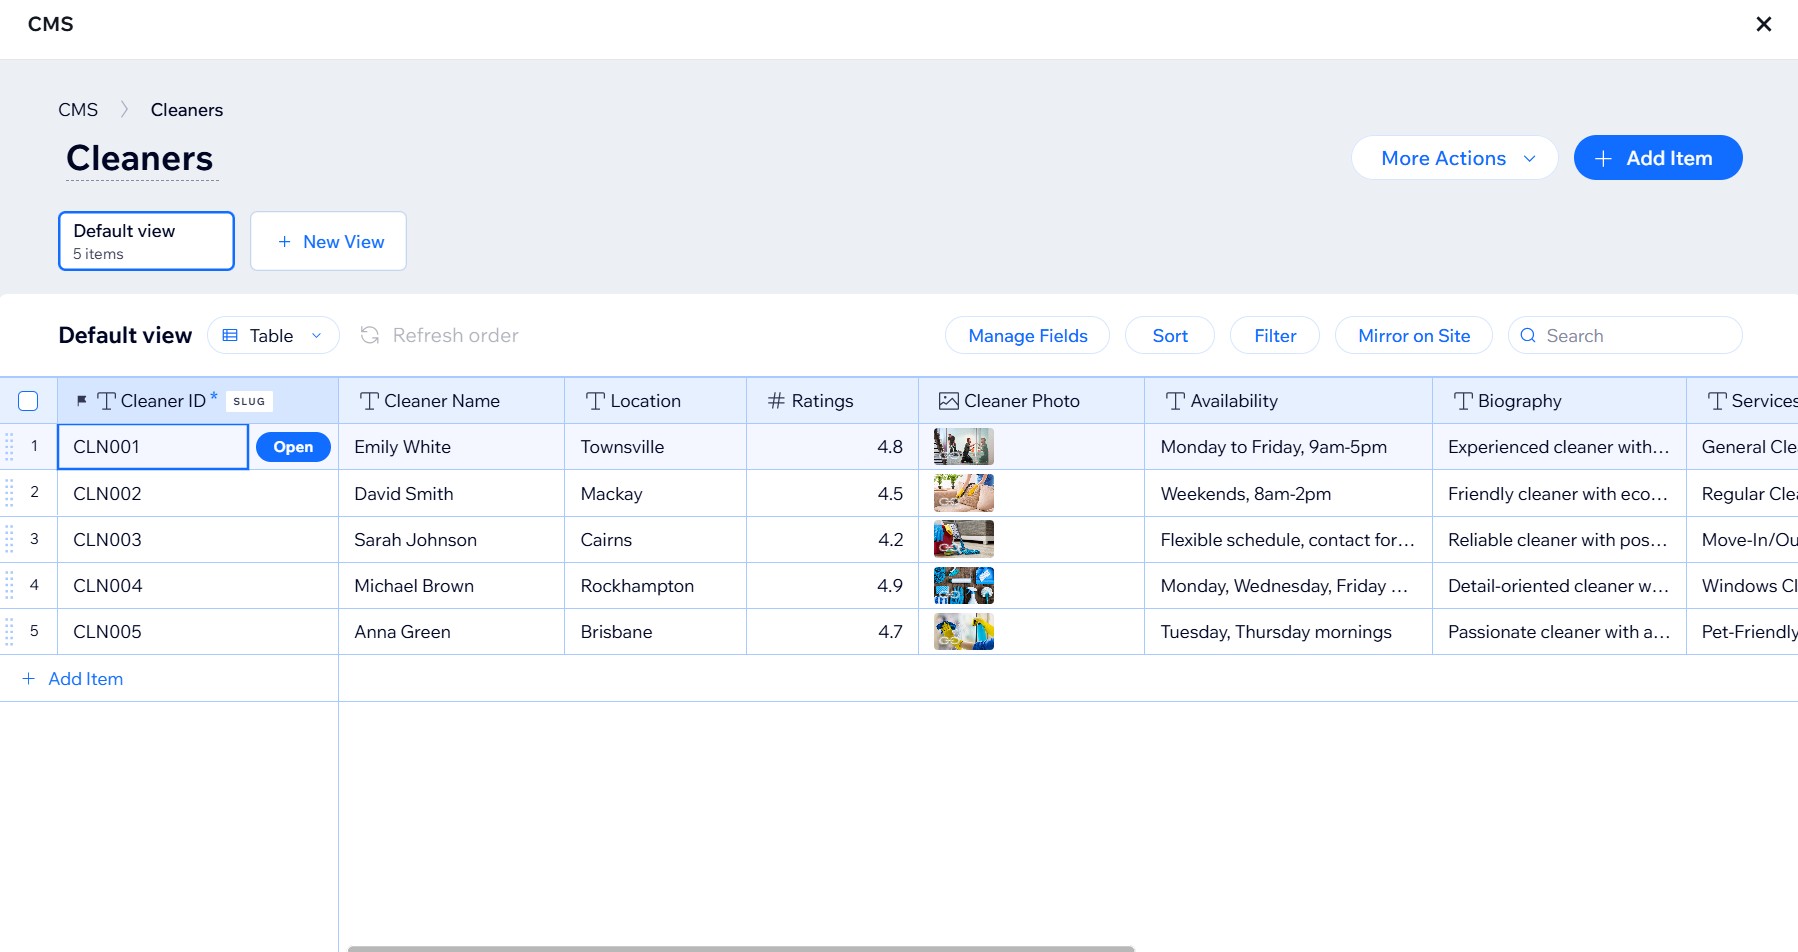 CMS
CMS Cleaners
Cleaners
More Actions
Add Item
Default view
5 items
New View
Default view
Table
Refresh order
Manage Fields
Sort
Filter
Mirror on Site
Search
Cleaner ID * SLUG Cleaner Name Location # Ratings Cleaner Photo Availability Biography Services
1 CLN001 Open Emily White Townsville 4.8 Monday to Friday, 9am-5pm Experienced cleaner with... General Cle
2 CLN002 David Smith Mackay 4.5 Weekends, 8am-2pm Friendly cleaner with eco... Regular Clea
3 CLN003 Sarah Johnson Cairns 4.2 Flexible schedule, contact for... Reliable cleaner with pos... Move-In/Ou
4 CLN004 Michael Brown Rockhampton 4.9 Monday, Wednesday, Friday ... Detail-oriented cleaner w... Windows Cl
5 CLN005 Anna Green Brisbane 4.7 Tuesday, Thursday mornings Passionate cleaner with a... Pet-Friendly
+ Add Item